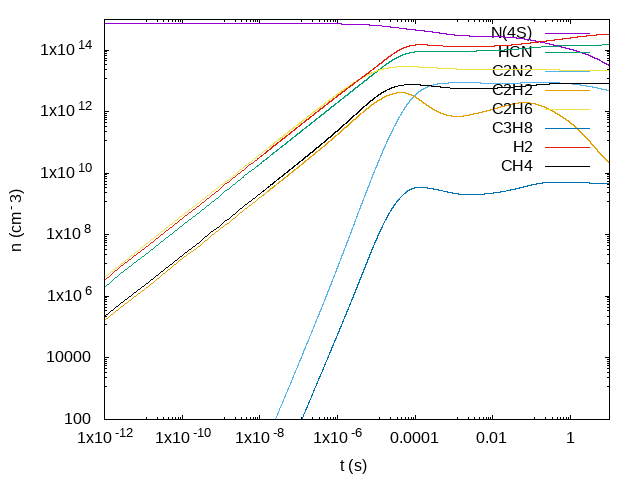 N(4S)
HCN
C2N2
C2H2
C2H6
C3H8
H2
CH4
1x10 14
1x10 12
1x10 10
1x10 8
1x10 6
10000
100
n (cm-3)
1x10 -12
1x10 -10
1x10 -8
1x10 -6
0.0001
0.01
1
t (s)